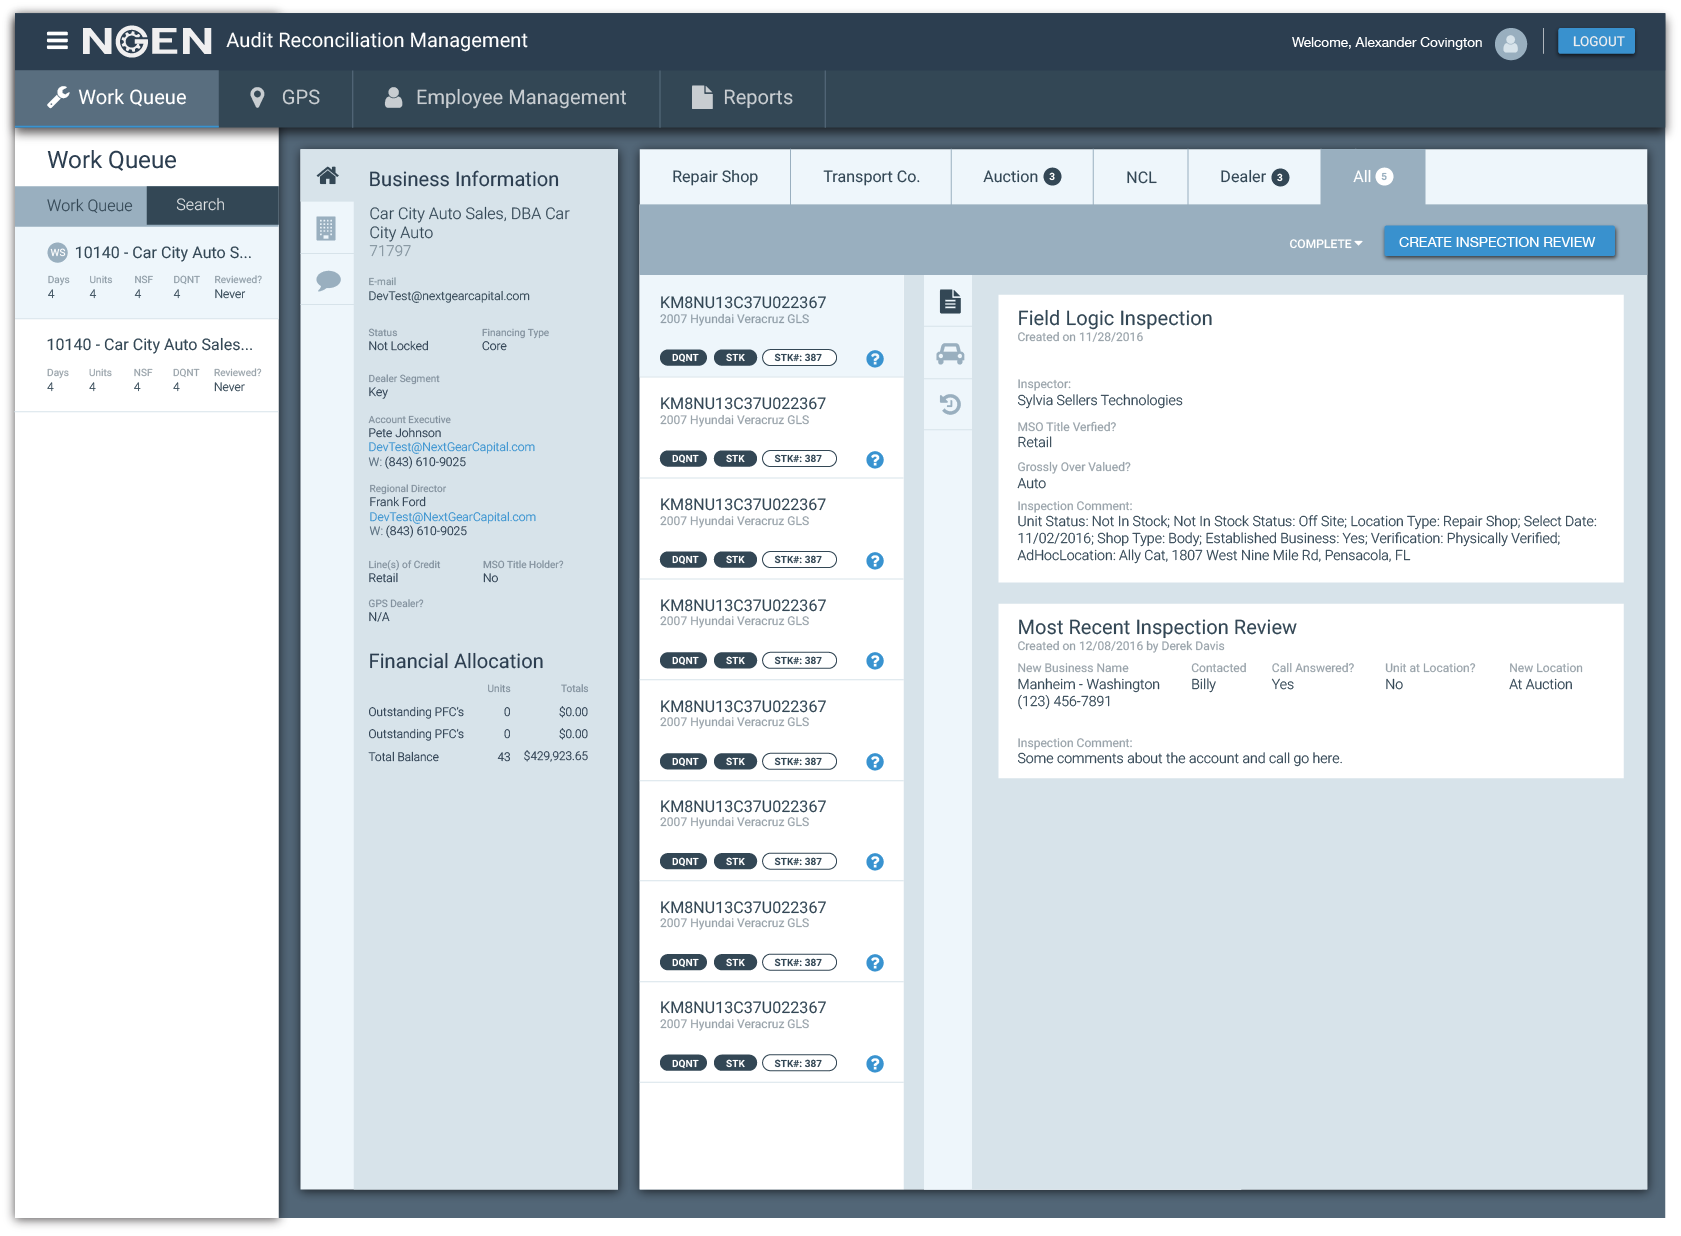 NGEN Audit Reconciliation Management
Welcome, Alexander Covington
LOGOUT
Work Queue
GPS
Employee Management
Reports
Work Queue
Work Queue
Search
WS 10140 - Car City Auto S...
Days Units NSF DQNT Reviewed?
4 4 4 4 Never
10140 - Car City Auto Sales...
Days Units NSF DQNT Reviewed?
4 4 4 4 Never
Business Information
Car City Auto Sales, DBA Car
City Auto
71797
E-mail
DevTest@nextgearcapital.com
Status Financing Type
Not Locked Core
Dealer Segment
Key
Account Executive
Pete Johnson
DevTest@NextGearCapital.com
W: (843) 610-9025
Regional Director
Frank Ford
DevTest@NextGearCapital.com
W: (843) 610-9025
Line(s) of Credit MSO Title Holder?
Retail No
GPS Dealer?
N/A
Financial Allocation
Units Totals
Outstanding PFC's 0 $0.00
Outstanding PFC's 0 $0.00
Total Balance 43 $429,923.65
Repair Shop
Transport Co.
Auction 3
NCL
Dealer 3
All 5
COMPLETE
CREATE INSPECTION REVIEW
KM8NU13C37U022367
2007 Hyundai Veracruz GLS
DQNT STK STK#: 387 ?
KM8NU13C37U022367
2007 Hyundai Veracruz GLS
DQNT STK STK#: 387 ?
KM8NU13C37U022367
2007 Hyundai Veracruz GLS
DQNT STK STK#: 387 ?
KM8NU13C37U022367
2007 Hyundai Veracruz GLS
DQNT STK STK#: 387 ?
KM8NU13C37U022367
2007 Hyundai Veracruz GLS
DQNT STK STK#: 387 ?
KM8NU13C37U022367
2007 Hyundai Veracruz GLS
DQNT STK STK#: 387 ?
KM8NU13C37U022367
2007 Hyundai Veracruz GLS
DQNT STK STK#: 387 ?
KM8NU13C37U022367
2007 Hyundai Veracruz GLS
DQNT STK STK#: 387 ?
Field Logic Inspection
Created on 11/28/2016
Inspector:
Sylvia Sellers Technologies
MSO Title Verfied?
Retail
Grossly Over Valued?
Auto
Inspection Comment:
Unit Status: Not In Stock; Not In Stock Status: Off Site; Location Type: Repair Shop; Select Date:
11/02/2016; Shop Type: Body; Established Business: Yes; Verification: Physically Verified;
AdHocLocation: Ally Cat, 1807 West Nine Mile Rd, Pensacola, FL
Most Recent Inspection Review
Created on 12/08/2016 by Derek Davis
New Business Name Contacted Call Answered? Unit at Location? New Location
Manheim - Washington Billy Yes No At Auction
(123) 456-7891
Inspection Comment:
Some comments about the account and call go here.